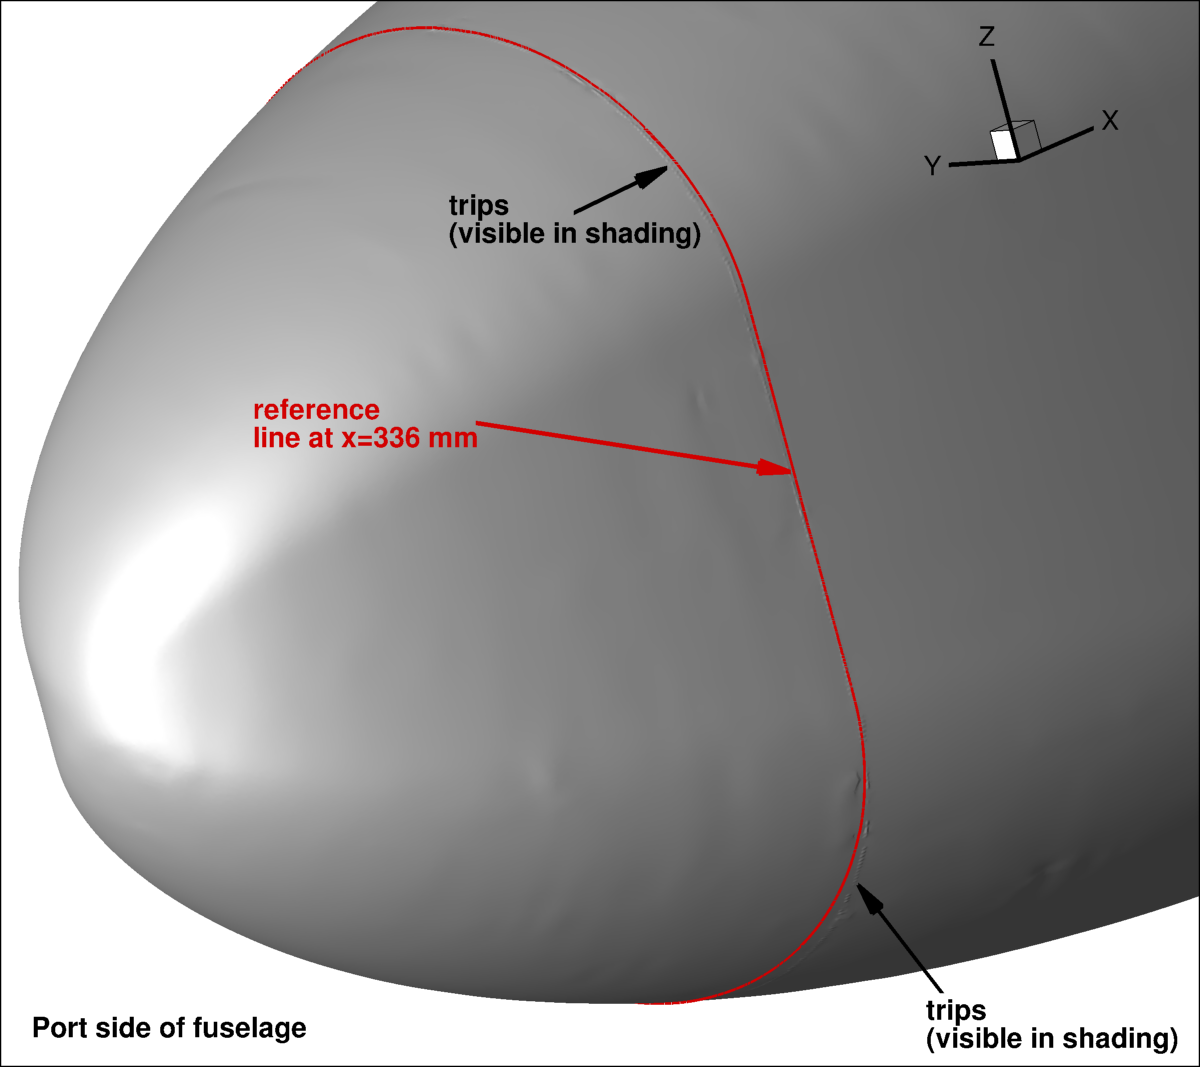 Z
X
Y
trips
(visible in shading)
reference
line at x=336 mm
trips
(visible in shading)
Port side of fuselage